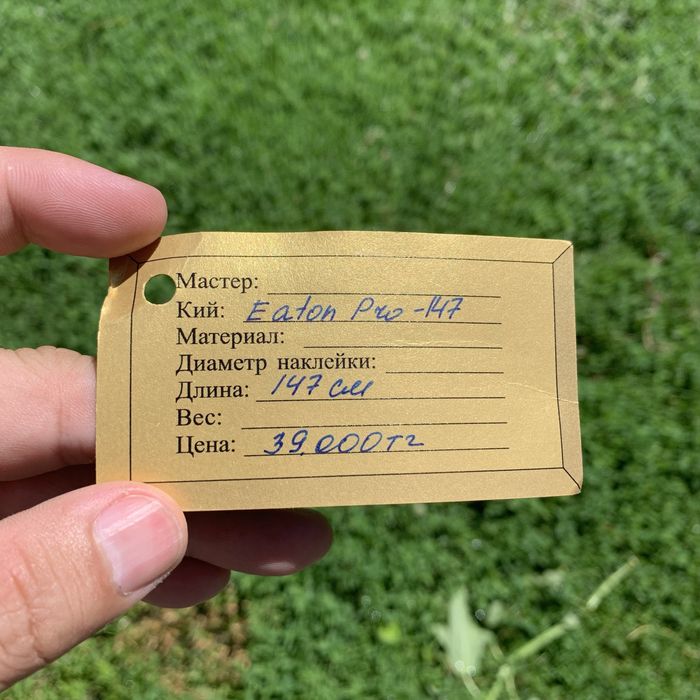 Мастер:
Кий: Eaton Pro-147
Материал:
Диаметр наклейки:
Длина: 147 см
Вес:
Цена: 39.000тг